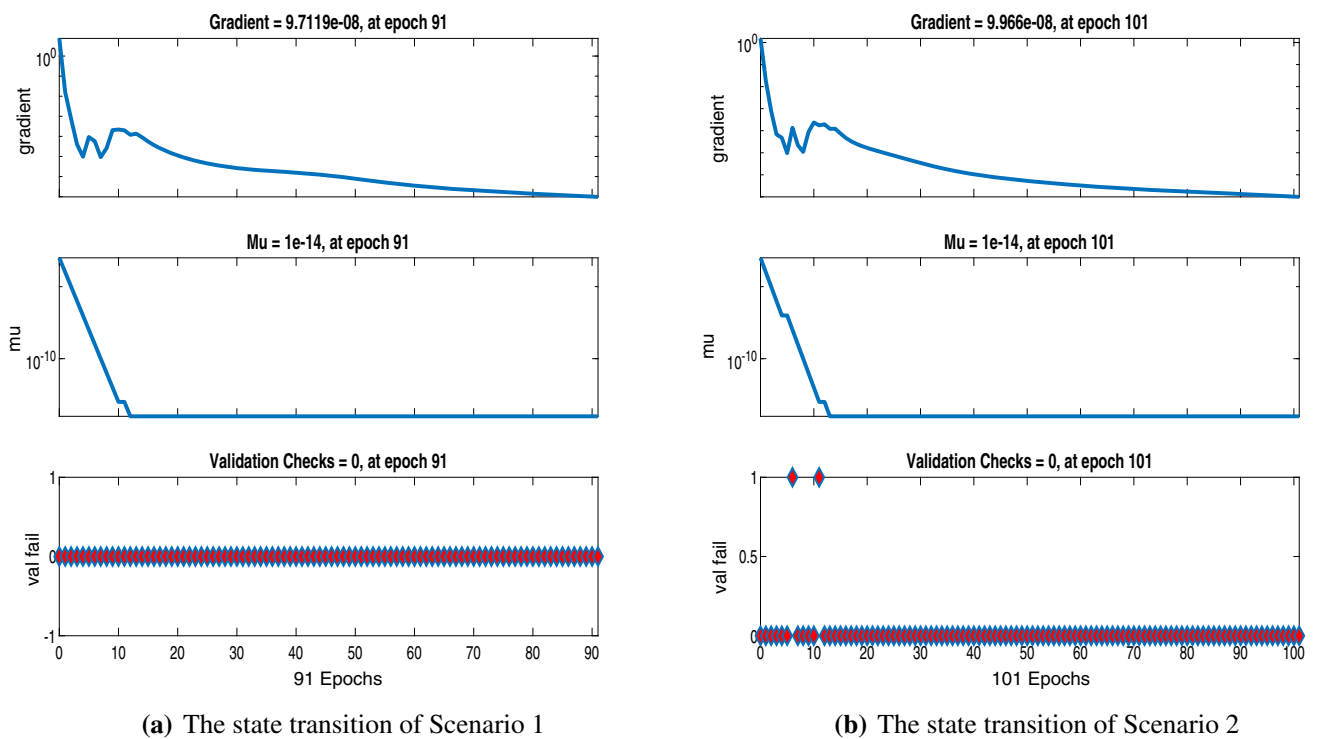 Gradient = 9.7119e-08, at epoch 91
10^0
gradient
Mu = 1e-14, at epoch 91
10^-10
mu
Validation Checks = 0, at epoch 91
1
0
-1
val fail
0 10 20 30 40 50 60 70 80 90
91 Epochs
(a) The state transition of Scenario 1
Gradient = 9.966e-08, at epoch 101
10^0
gradient
Mu = 1e-14, at epoch 101
10^-10
mu
Validation Checks = 0, at epoch 101
1
0.5
0
val fail
0 10 20 30 40 50 60 70 80 90 100
101 Epochs
(b) The state transition of Scenario 2